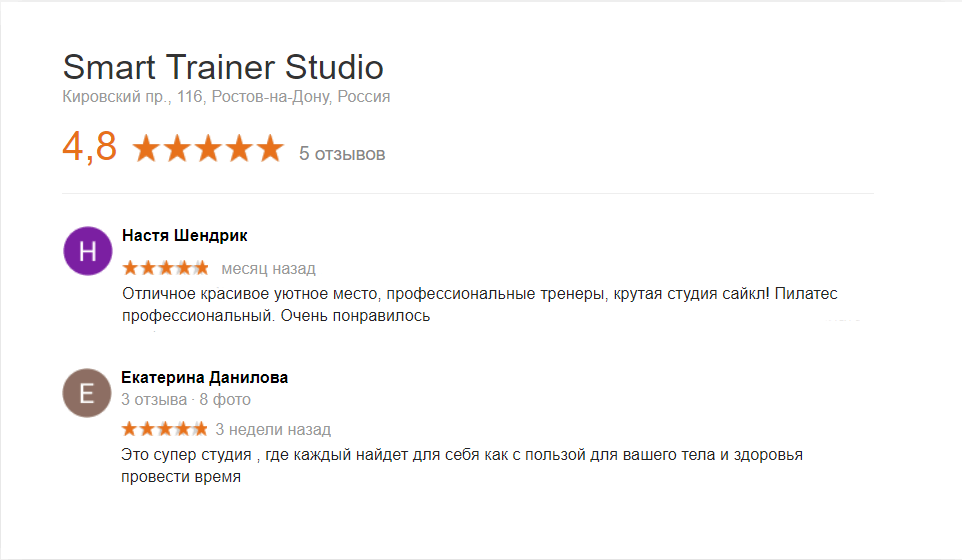 Smart Trainer Studio
Кировский пр., 116, Ростов-на-Дону, Россия
4,8 5 отзывов
Н Настя Шендрик
месяц назад
Отличное красивое уютное место, профессиональные тренеры, крутая студия сайкл! Пилатес
профессиональный. Очень понравилось
Е Екатерина Данилова
3 отзыва · 8 фото
3 недели назад
Это супер студия , где каждый найдет для себя как с пользой для вашего тела и здоровья
провести время